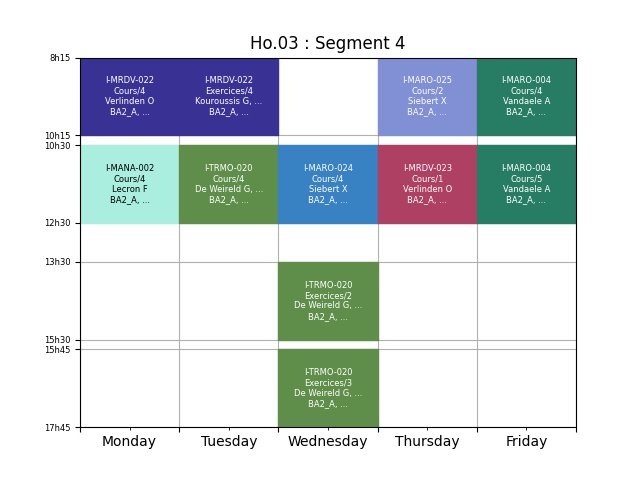 Ho.03 : Segment 4
8h15
I-MRDV-022
Cours/4
Verlinden O
BA2_A, ...
I-MRDV-022
Exercices/4
Kouroussis G, ...
BA2_A, ...
I-MARO-025
Cours/2
Siebert X
BA2_A, ...
I-MARO-004
Cours/4
Vandaele A
BA2_A, ...
10h15
10h30
I-MANA-002
Cours/4
Lecron F
BA2_A, ...
I-TRMO-020
Cours/4
De Weireld G, ...
BA2_A, ...
I-MARO-024
Cours/4
Siebert X
BA2_A, ...
I-MRDV-023
Cours/1
Verlinden O
BA2_A, ...
I-MARO-004
Cours/5
Vandaele A
BA2_A, ...
12h30
13h30
I-TRMO-020
Exercices/2
De Weireld G, ...
BA2_A, ...
15h30
15h45
I-TRMO-020
Exercices/3
De Weireld G, ...
BA2_A, ...
17h45
Monday
Tuesday
Wednesday
Thursday
Friday